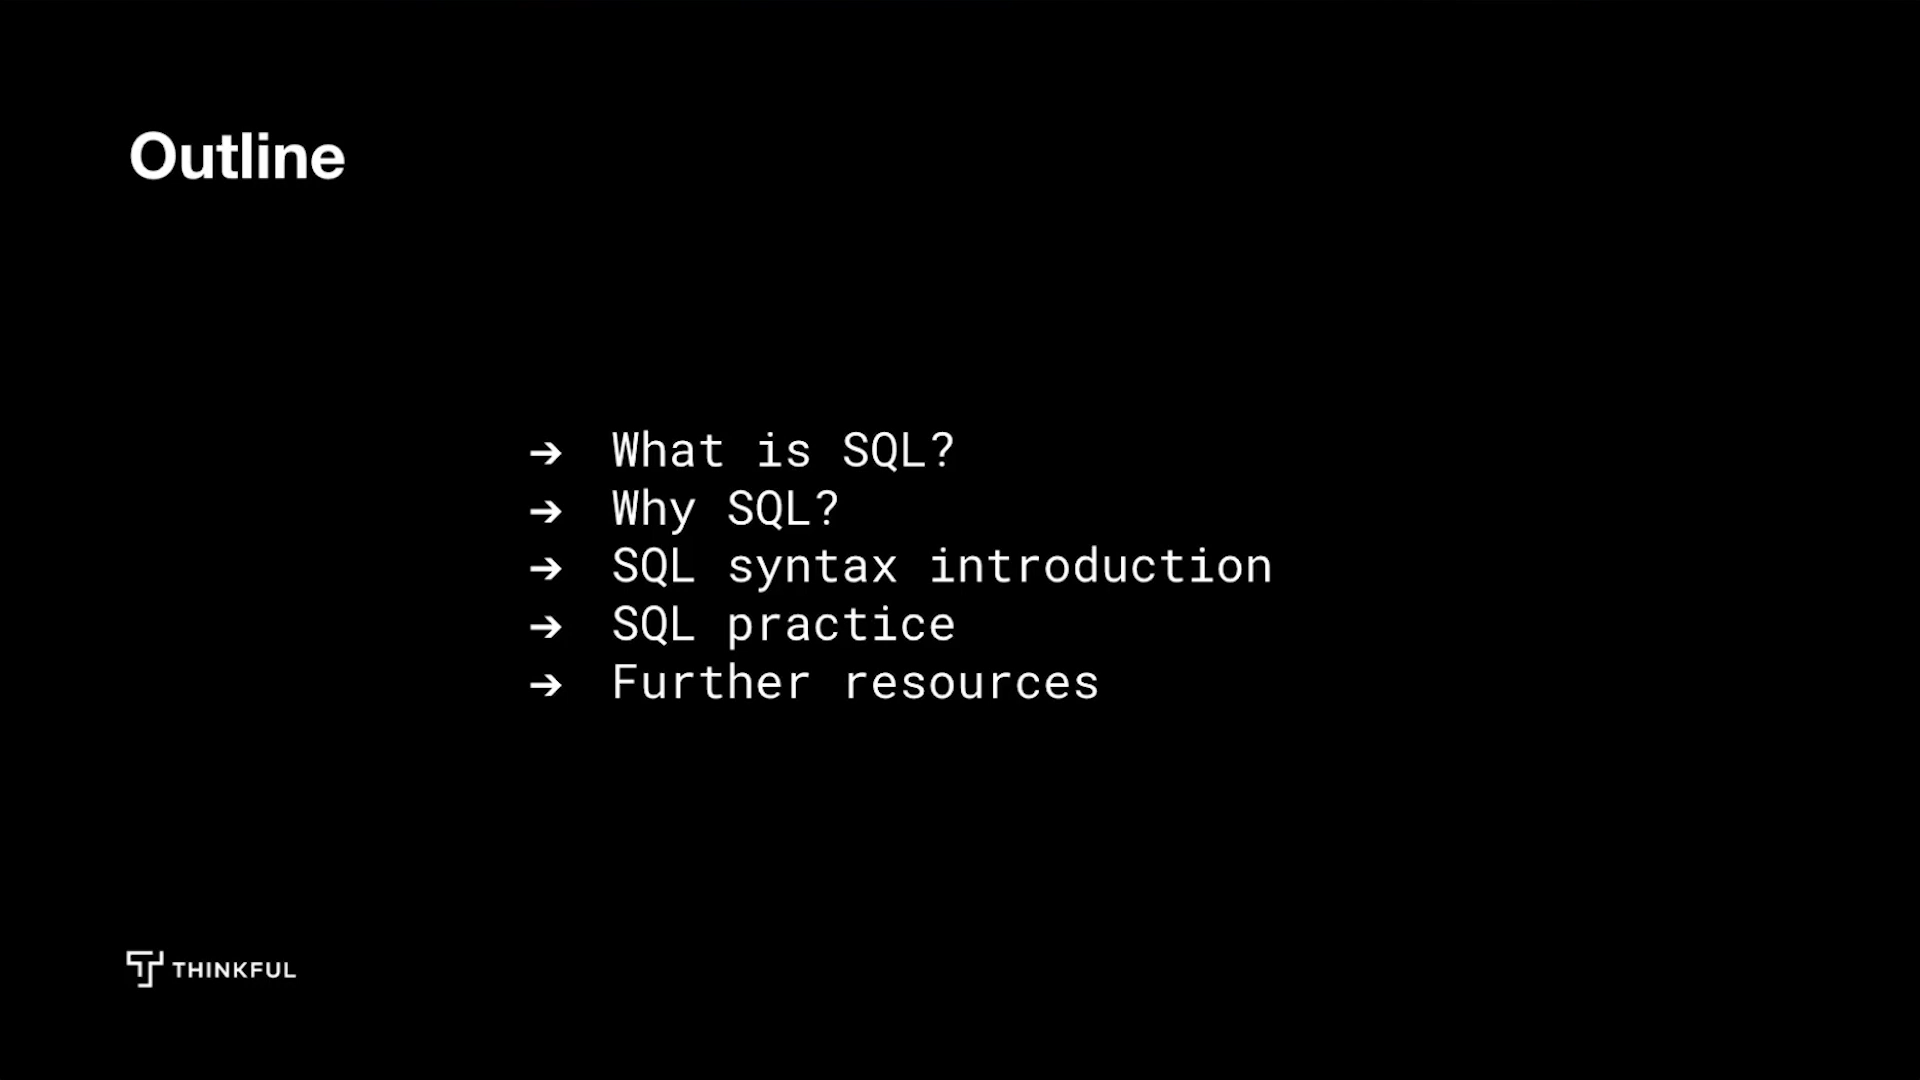 Outline
➔ What is SQL?
➔ Why SQL?
➔ SQL syntax introduction
➔ SQL practice
➔ Further resources
THINKFUL